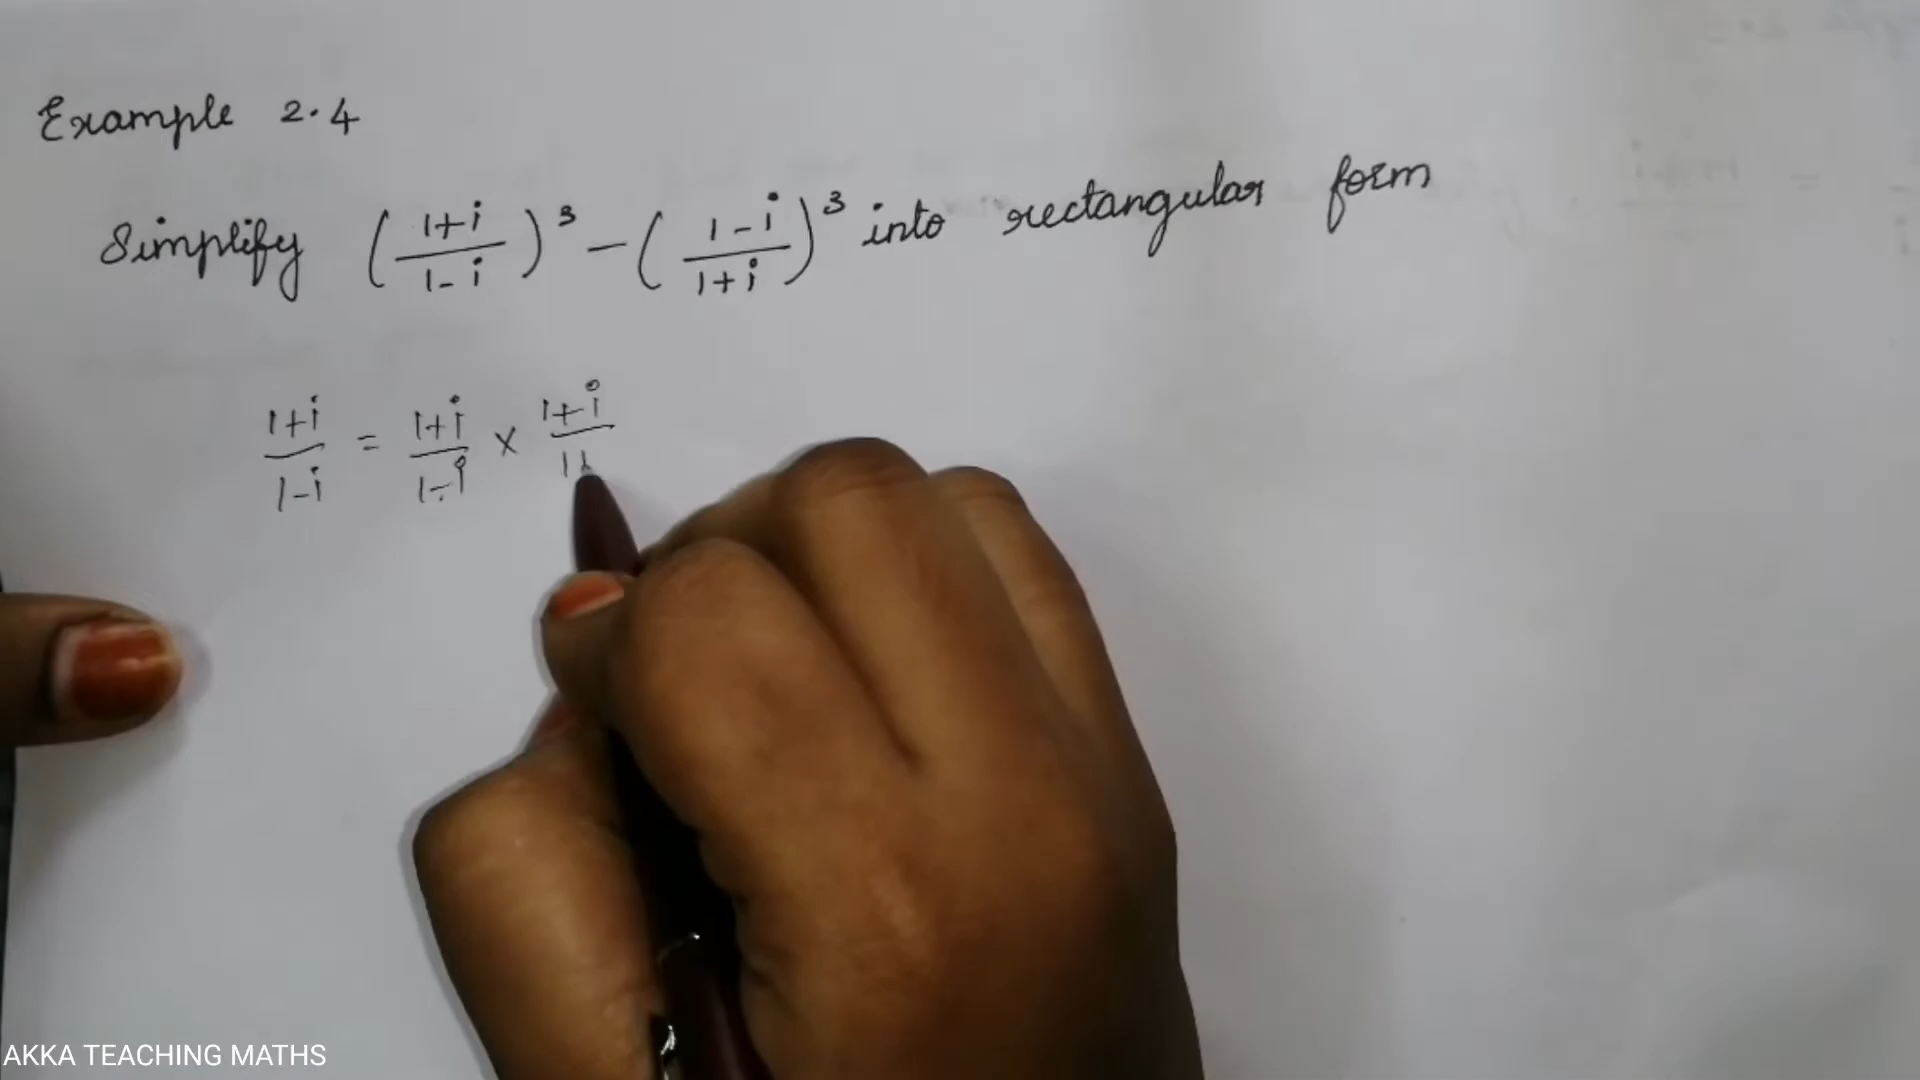 Example 2.4
Simplify ((1+i)/(1-i))³ - ((1-i)/(1+i))³ into rectangular form
(1+i)/(1-i) = (1+i)/(1-i) × (1+i)/1
AKKA TEACHING MATHS